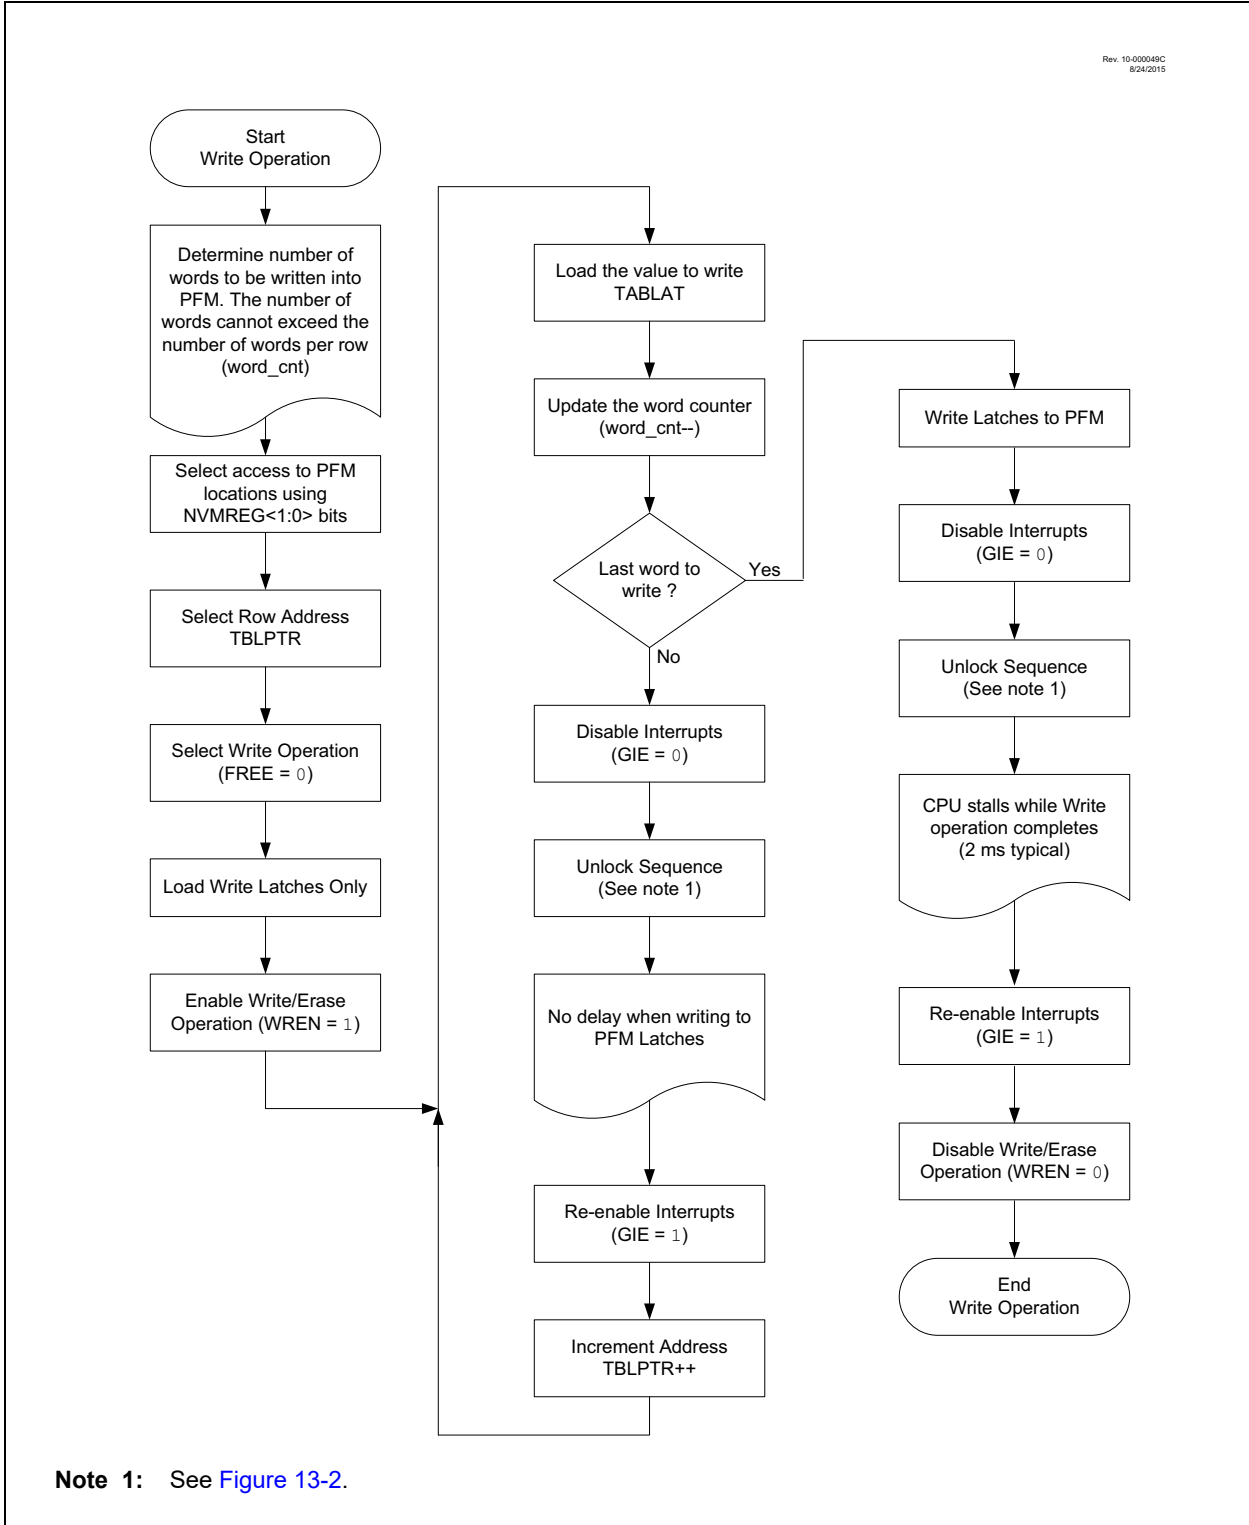 Rev. 10-000049C
8/24/2015
Start
Write Operation
Determine number of
words to be written into
PFM. The number of
words cannot exceed the
number of words per row
(word_cnt)
Select access to PFM
locations using
NVMREG<1:0> bits
Select Row Address
TBLPTR
Select Write Operation
(FREE = 0)
Load Write Latches Only
Enable Write/Erase
Operation (WREN = 1)
Load the value to write
TABLAT
Update the word counter
(word_cnt--)
Last word to
write ?
Yes
No
Disable Interrupts
(GIE = 0)
Unlock Sequence
(See note 1)
No delay when writing to
PFM Latches
Re-enable Interrupts
(GIE = 1)
Increment Address
TBLPTR++
Write Latches to PFM
Disable Interrupts
(GIE = 0)
Unlock Sequence
(See note 1)
CPU stalls while Write
operation completes
(2 ms typical)
Re-enable Interrupts
(GIE = 1)
Disable Write/Erase
Operation (WREN = 0)
End
Write Operation
Note 1: See Figure 13-2.